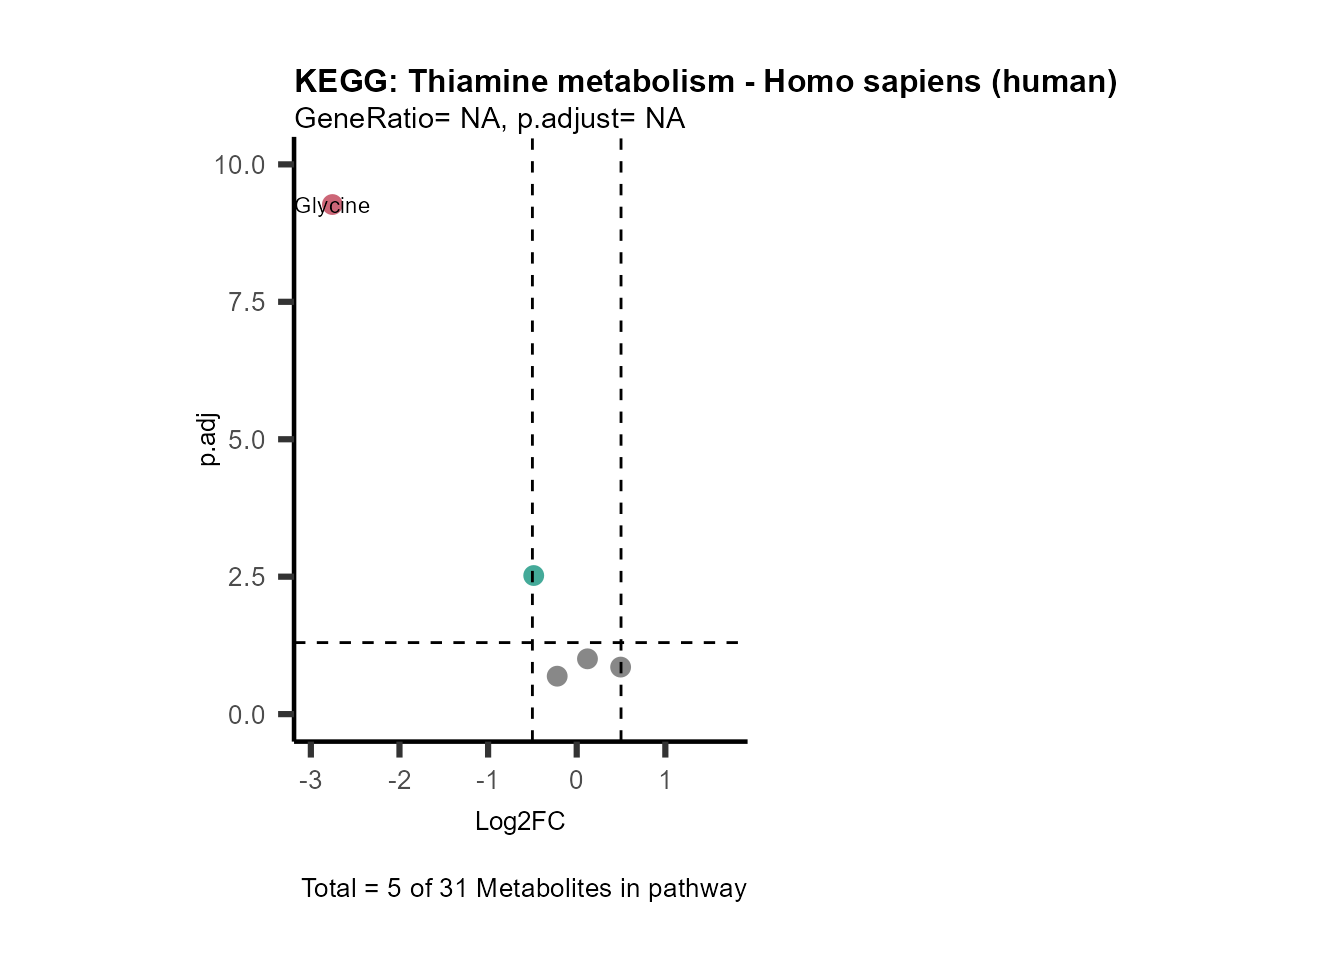 KEGG: Thiamine metabolism - Homo sapiens (human)
GeneRatio= NA, p.adjust= NA
10.0
Glycine
7.5
5.0
p.adj
2.5
0.0
-3 -2 -1 0 1
Log2FC
Total = 5 of 31 Metabolites in pathway